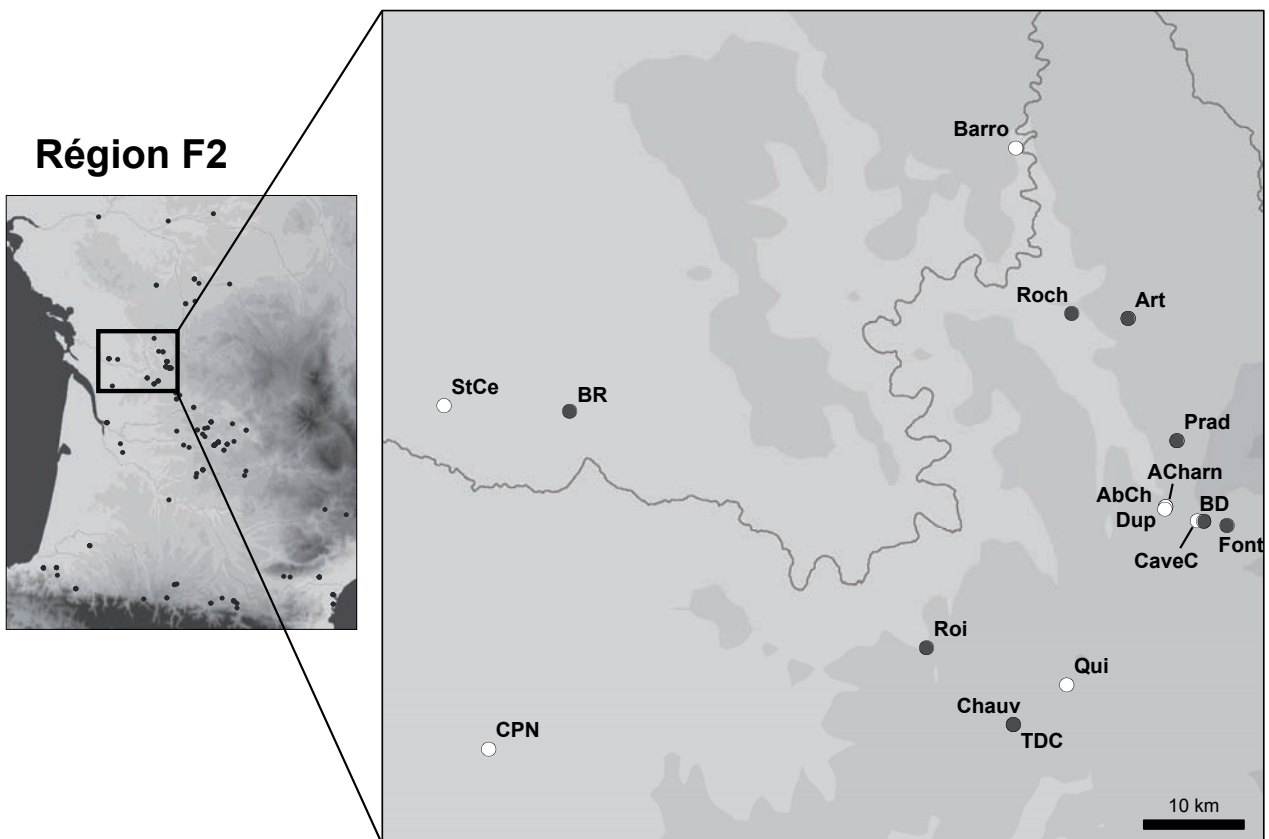 Région F2
Barro
Roch
Art
StCe
BR
Prad
ACharn
AbCh
BD
Dup
Font
CaveC
Roi
Qui
Chauv
CPN
TDC
10 km